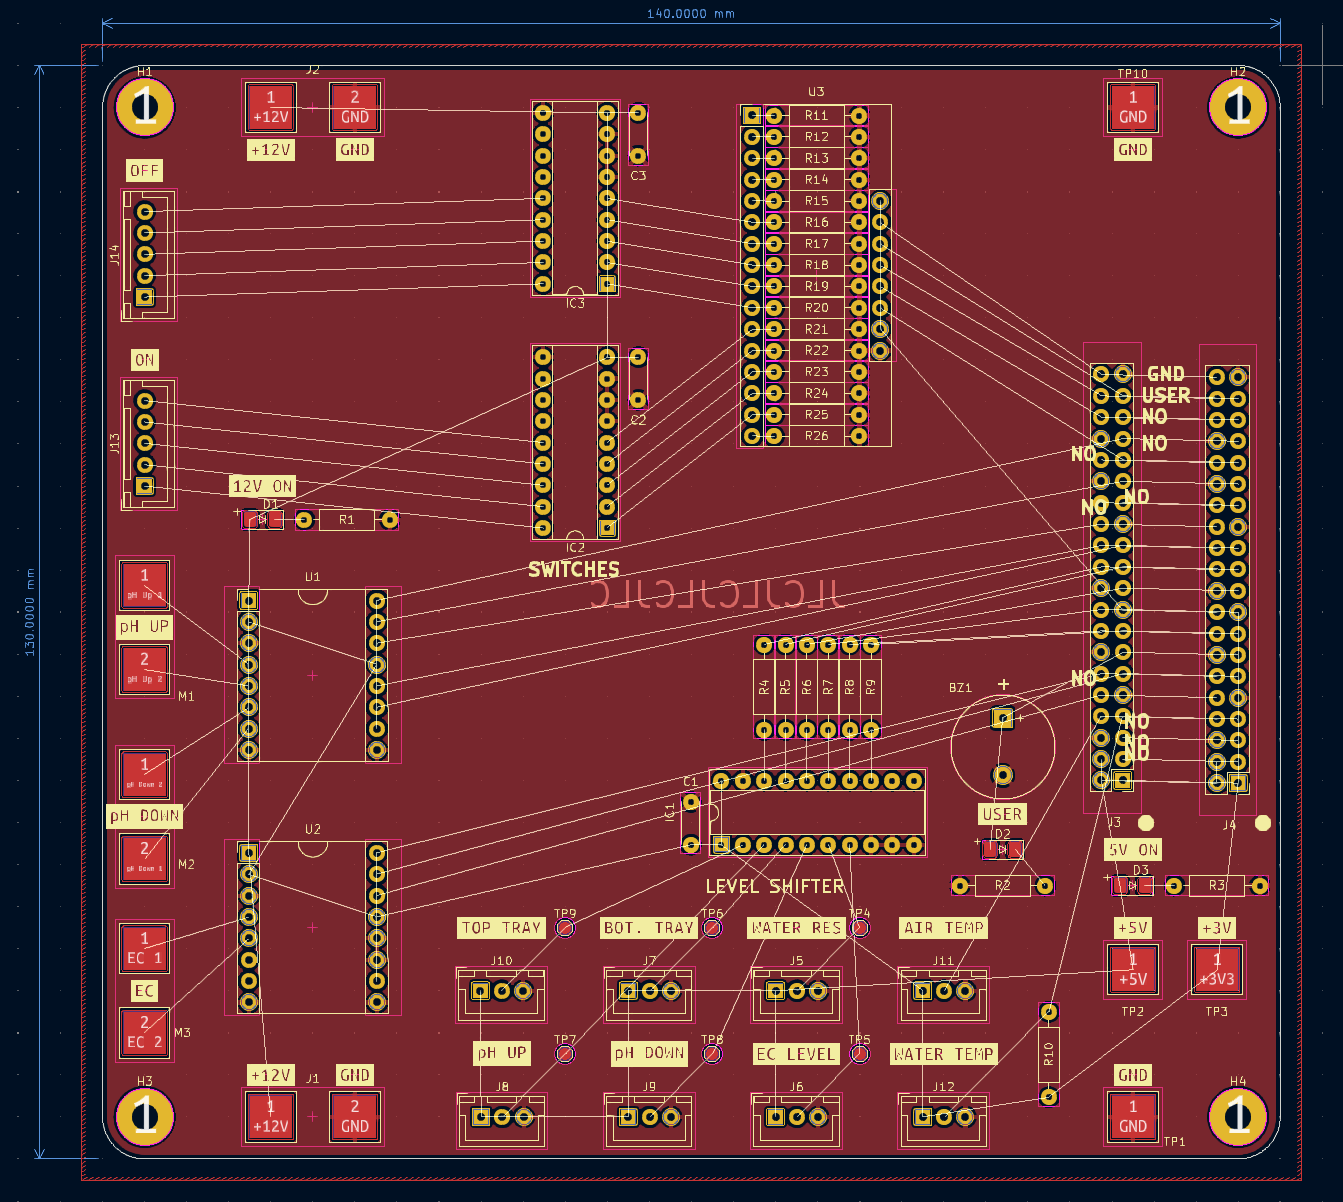 140.0000 mm
130.0000 mm
H1
J2
TP10
H2
1
1
+12V
2
GND
U3
1
GND
1
+12V
GND
GND
OFF
C3
J14
IC3
R11
R12
R13
R14
R15
R16
R17
R18
R19
R20
R21
R22
R23
R24
R25
R26
ON
J13
C2
IC2
SWITCHES
GND
USER
NO
NO
NO
NO
NO
NO
NO
NO
NO
12V ON
+ D1
R1
JLCJLCJLCJLC
1
pH Up 1
pH UP
2
pH Up 2
M1
U1
R4
R5
R6
R7
R8
R9
BZ1
+
+
1
pH Down 2
pH DOWN
2
pH Down 1
M2
U2
C1
IC1
LEVEL SHIFTER
USER
+ D2
R2
J3
J4
5V ON
+ D3
R3
1
EC 1
EC
2
EC 2
M3
TOP TRAY
TP9
BOT. TRAY
TP6
WATER RES
TP4
AIR TEMP
+5V
+3V
J10
J7
J5
J11
1
+5V
1
+3V3
TP2
TP3
pH UP
TP7
pH DOWN
TP8
EC LEVEL
TP5
WATER TEMP
R10
+12V
GND
J1
GND
H3
J8
J9
J6
J12
H4
1
1
+12V
2
GND
1
GND
1
TP1